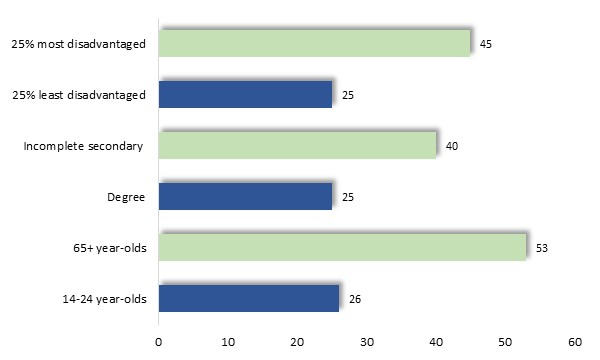 25% most disadvantaged 45
25% least disadvantaged 25
Incomplete secondary 40
Degree 25
65+ year-olds 53
14-24 year-olds 26
0 10 20 30 40 50 60